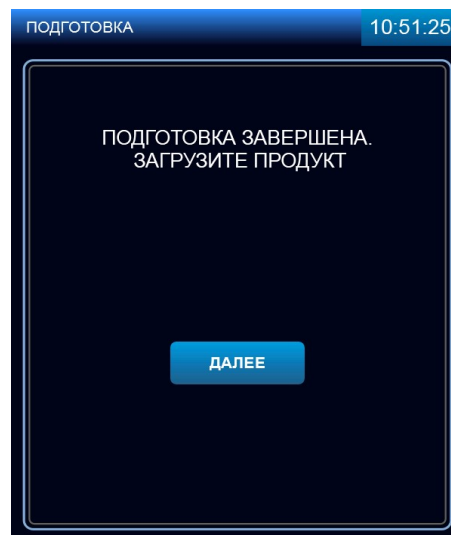 ПОДГОТОВКА 10:51:25
ПОДГОТОВКА ЗАВЕРШЕНА.
ЗАГРУЗИТЕ ПРОДУКТ
ДАЛЕЕ